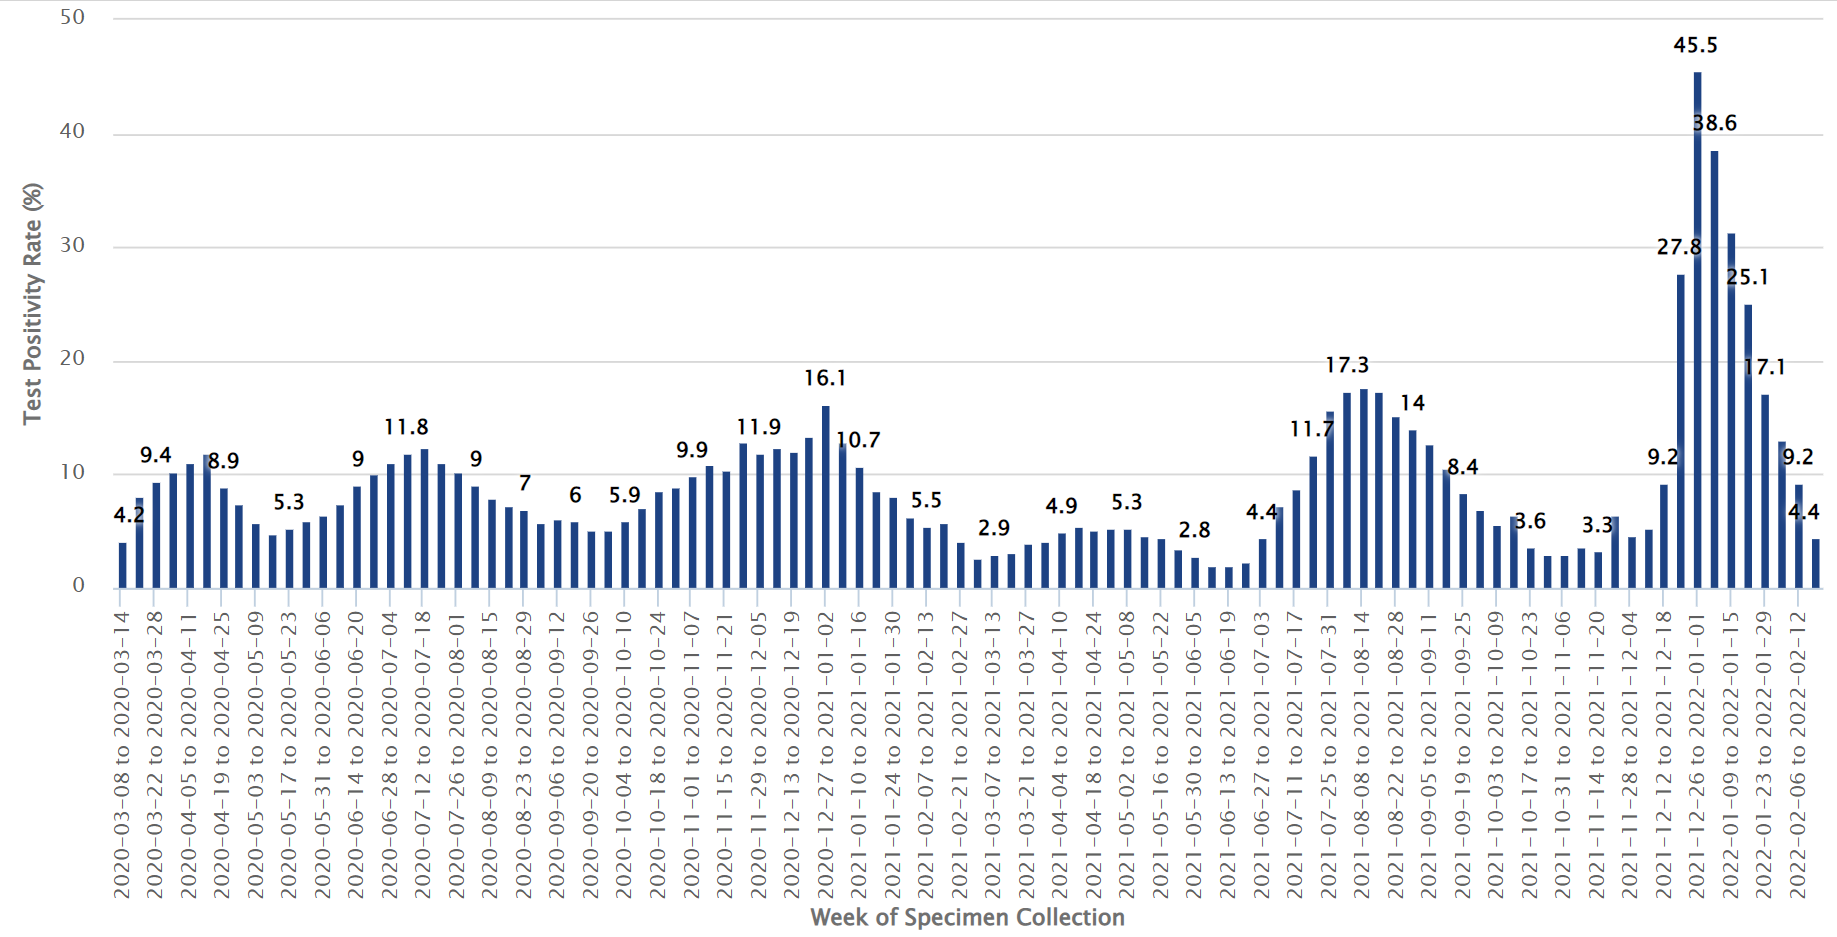 50
40
30
20
10
0
Test Positivity Rate (%)
4.2
9.4
8.9
5.3
9
11.8
9
7
6
5.9
9.9
11.9
16.1
10.7
5.5
2.9
4.9
5.3
2.8
4.4
11.7
17.3
14
8.4
3.6
3.3
9.2
27.8
45.5
38.6
25.1
17.1
9.2
4.4
2020-03-08 to 2020-03-14
2020-03-22 to 2020-03-28
2020-04-05 to 2020-04-11
2020-04-19 to 2020-04-25
2020-05-03 to 2020-05-09
2020-05-17 to 2020-05-23
2020-05-31 to 2020-06-06
2020-06-14 to 2020-06-20
2020-06-28 to 2020-07-04
2020-07-12 to 2020-07-18
2020-07-26 to 2020-08-01
2020-08-09 to 2020-08-15
2020-08-23 to 2020-08-29
2020-09-06 to 2020-09-12
2020-09-20 to 2020-09-26
2020-10-04 to 2020-10-10
2020-10-18 to 2020-10-24
2020-11-01 to 2020-11-07
2020-11-15 to 2020-11-21
2020-11-29 to 2020-12-05
2020-12-13 to 2020-12-19
2020-12-27 to 2021-01-02
2021-01-10 to 2021-01-16
2021-01-24 to 2021-01-30
2021-02-07 to 2021-02-13
2021-02-21 to 2021-02-27
2021-03-07 to 2021-03-13
2021-03-21 to 2021-03-27
2021-04-04 to 2021-04-10
2021-04-18 to 2021-04-24
2021-05-02 to 2021-05-08
2021-05-16 to 2021-05-22
2021-05-30 to 2021-06-05
2021-06-13 to 2021-06-19
2021-06-27 to 2021-07-03
2021-07-11 to 2021-07-17
2021-07-25 to 2021-07-31
2021-08-08 to 2021-08-14
2021-08-22 to 2021-08-28
2021-09-05 to 2021-09-11
2021-09-19 to 2021-09-25
2021-10-03 to 2021-10-09
2021-10-17 to 2021-10-23
2021-10-31 to 2021-11-06
2021-11-14 to 2021-11-20
2021-11-28 to 2021-12-04
2021-12-12 to 2021-12-18
2021-12-26 to 2022-01-01
2022-01-09 to 2022-01-15
2022-01-23 to 2022-01-29
2022-02-06 to 2022-02-12
Week of Specimen Collection